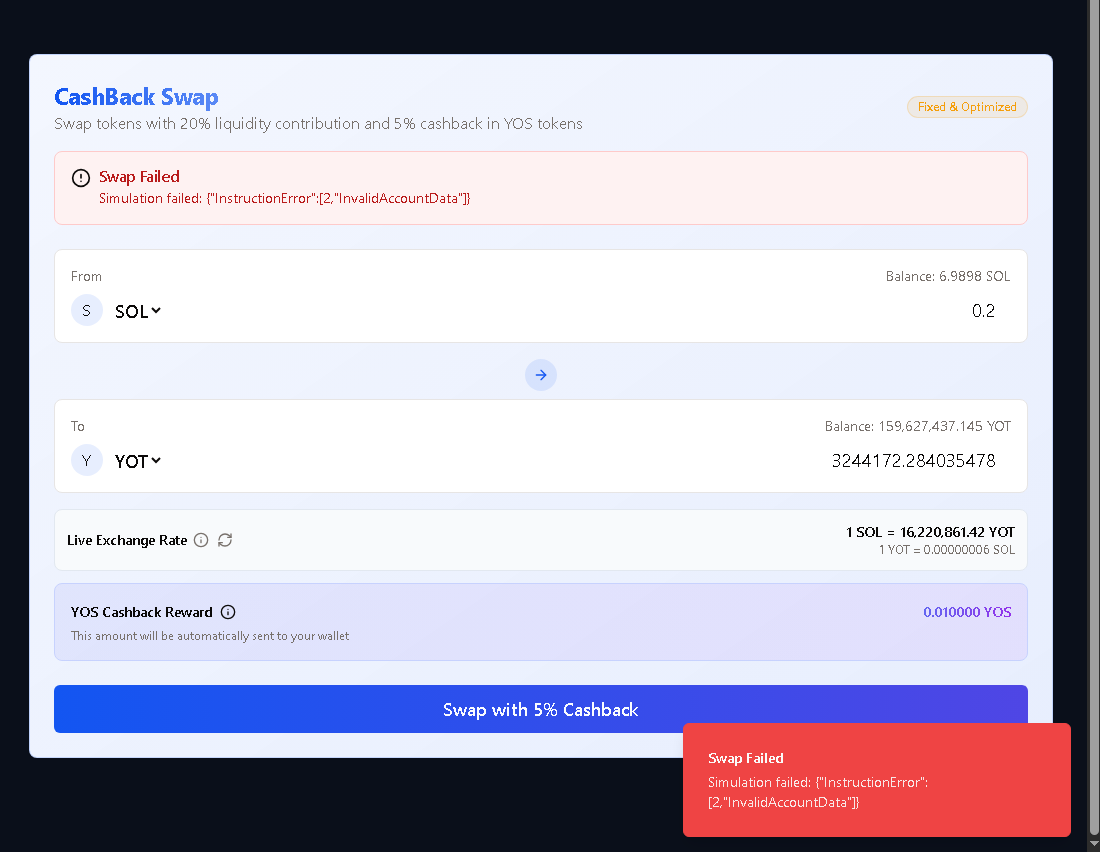 CashBack Swap
Swap tokens with 20% liquidity contribution and 5% cashback in YOS tokens
Fixed & Optimized
Swap Failed
Simulation failed: {"InstructionError":[2,"InvalidAccountData"]}
From
Balance: 6.9898 SOL
S
SOL
0.2
To
Balance: 159,627,437.145 YOT
Y
YOT
3244172.284035478
Live Exchange Rate
1 SOL = 16,220,861.42 YOT
1 YOT = 0.00000006 SOL
YOS Cashback Reward
0.010000 YOS
This amount will be automatically sent to your wallet
Swap with 5% Cashback
Swap Failed
Simulation failed: {"InstructionError":
[2,"InvalidAccountData"]}